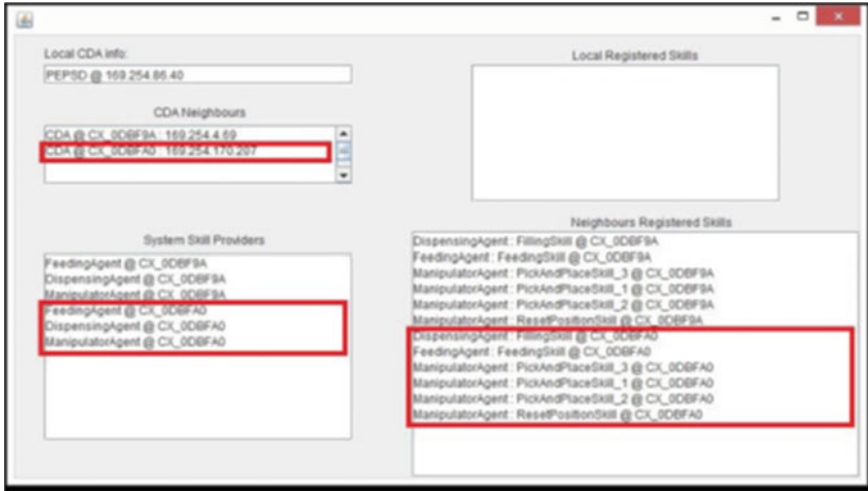 Local CDA info:
PEPSD @ 169.254.86.40
CDA Neighbours
CDA @ CX_0DBF9A : 169.254.4.69
CDA @ CX_0DBFA0 : 169.254.170.207
System Skill Providers
FeedingAgent @ CX_0DBF9A
DispensingAgent @ CX_0DBF9A
ManipulatorAgent @ CX_0DBF9A
FeedingAgent @ CX_0DBFA0
DispensingAgent @ CX_0DBFA0
ManipulatorAgent @ CX_0DBFA0
Local Registered Skills
Neighbours Registered Skills
DispensingAgent : FillingSkill @ CX_0DBF9A
FeedingAgent : FeedingSkill @ CX_0DBF9A
ManipulatorAgent : PickAndPlaceSkill_3 @ CX_0DBF9A
ManipulatorAgent : PickAndPlaceSkill_1 @ CX_0DBF9A
ManipulatorAgent : PickAndPlaceSkill_2 @ CX_0DBF9A
ManipulatorAgent : ResetPositionSkill @ CX_0DBF9A
DispensingAgent : FillingSkill @ CX_0DBFA0
FeedingAgent : FeedingSkill @ CX_0DBFA0
ManipulatorAgent : PickAndPlaceSkill_3 @ CX_0DBFA0
ManipulatorAgent : PickAndPlaceSkill_1 @ CX_0DBFA0
ManipulatorAgent : PickAndPlaceSkill_2 @ CX_0DBFA0
ManipulatorAgent : ResetPositionSkill @ CX_0DBFA0